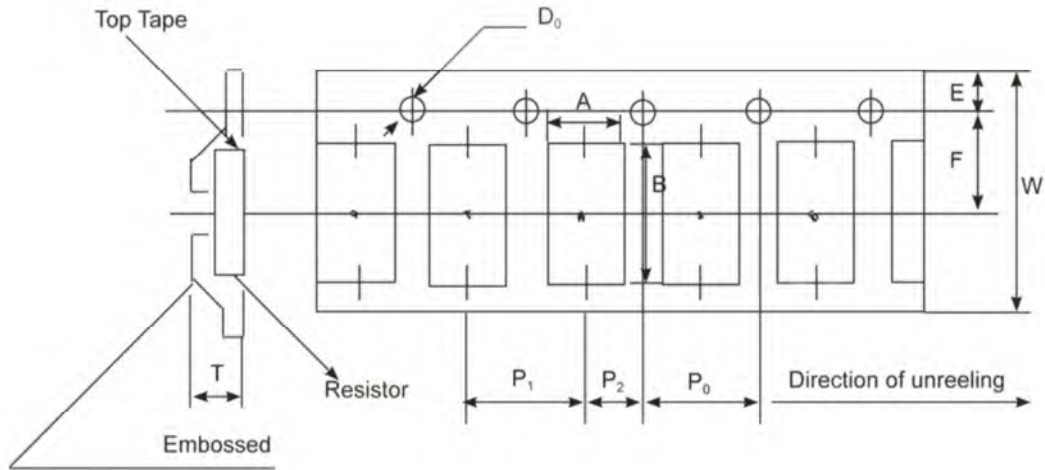 Top Tape
D₀
A
E
F
B
W
T
P₁
P₂
P₀
Direction of unreeling
Resistor
Embossed